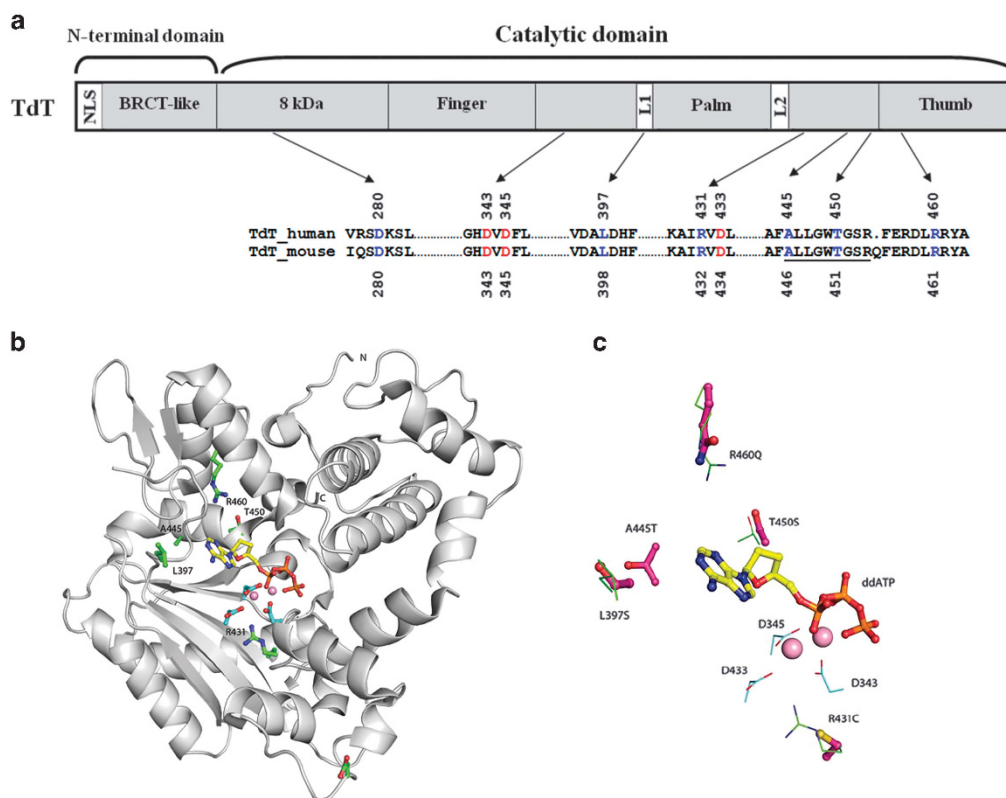 a
N-terminal domain
Catalytic domain
TdT NLS BRCT-like 8 kDa Finger L1 Palm L2 Thumb
280 343 345 397 431 433 445 450 460
TdT_human VRSDKSL..........GHDVDFL..........VDALDHF........KAIRVDL......AFALLGWTGSR.FERDLRRYA
TdT_mouse IQSDKSL..........GHDVDFL..........VDALDHF........KAIRVDL......AFALLGWTGSRQFERDLRRYA
280 343 345 398 432 434 446 451 461
b
N
C
R460
T450
A445
L397
R431
c
R460Q
A445T
T450S
ddATP
L397S
D345
D433
D343
R431C